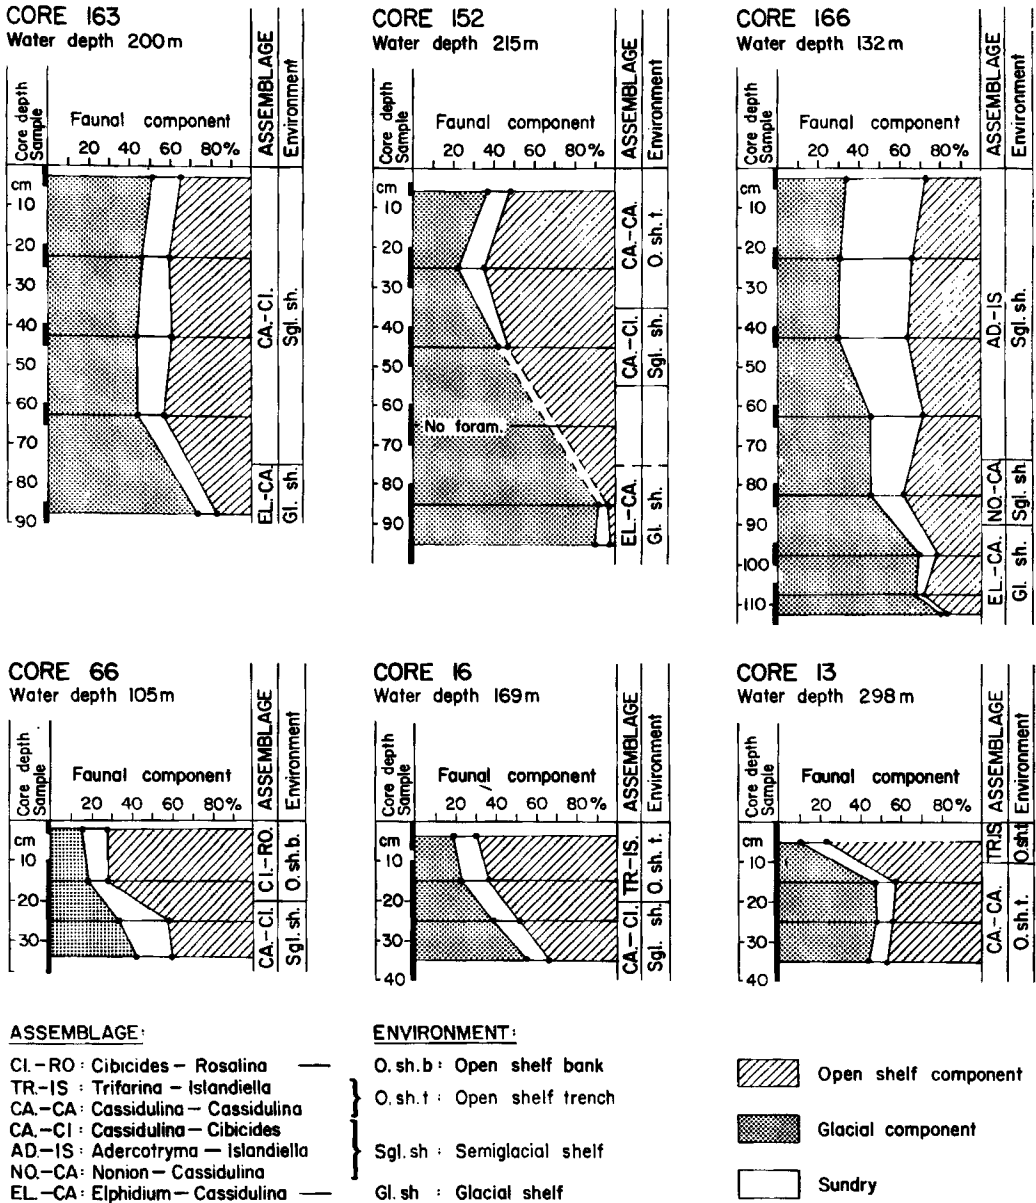 CORE 163
Water depth 200m
Core depth
Sample
Faunal component
20 40 60 80%
ASSEMBLAGE
Environment
cm
10
20
30
40
50
60
70
80
90
CA.-CI.
Sgl. sh.
EL.-CA.
Gl. sh.
CORE 152
Water depth 215m
Core depth
Sample
Faunal component
20 40 60 80%
ASSEMBLAGE
Environment
cm
10
20
30
40
50
60
70
80
90
No foram.
CA.-CA.
O. sh. t.
CA.-CI.
Sgl. sh.
EL.-CA.
Gl. sh.
CORE 166
Water depth 132m
Core depth
Sample
Faunal component
20 40 60 80%
ASSEMBLAGE
Environment
cm
10
20
30
40
50
60
70
80
90
100
110
AD.-IS
Sgl. sh.
NO.-CA
Sgl. sh.
EL.-CA.
Gl. sh.
CORE 66
Water depth 105m
Core depth
Sample
Faunal component
20 40 60 80%
ASSEMBLAGE
Environment
cm
10
20
30
CI.-RO.
O. sh.b.
CA.-CI.
Sgl. sh.
CORE 16
Water depth 169m
Core depth
Sample
Faunal component
20 40 60 80%
ASSEMBLAGE
Environment
cm
10
20
30
40
TR-IS.
O. sh. t.
CA.-CI.
Sgl. sh.
CORE 13
Water depth 298m
Core depth
Sample
Faunal component
20 40 60 80%
ASSEMBLAGE
Environment
cm
10
20
30
40
TR.IS
O.sh.t
CA.-CA.
O.sh.t.
ASSEMBLAGE:
CI.-RO : Cibicides — Rosalina
TR-IS : Trifarina — Islandiella
CA.-CA: Cassidulina — Cassidulina
CA.-CI : Cassidulina — Cibicides
AD.-IS : Adercotryma — Islandiella
NO.-CA: Nonion — Cassidulina
EL.-CA: Elphidium — Cassidulina
ENVIRONMENT:
O. sh.b : Open shelf bank
O. sh.t : Open shelf trench
Sgl. sh : Semiglacial shelf
Gl. sh : Glacial shelf
Open shelf component
Glacial component
Sundry